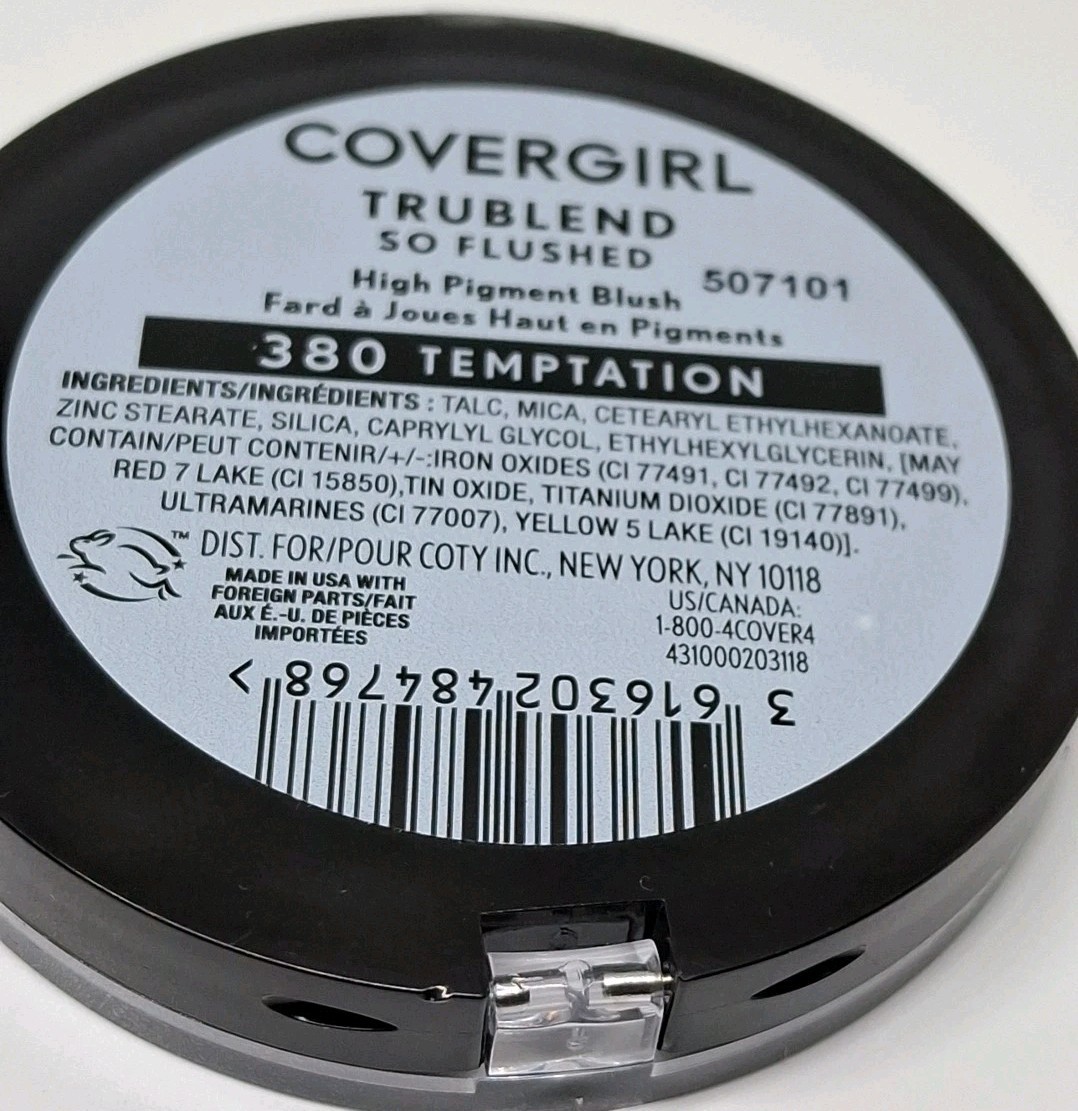 COVERGIRL
TRUBLEND
SO FLUSHED
High Pigment Blush 507101
Fard à Joues Haut en Pigments
380 TEMPTATION
INGREDIENTS/INGRÉDIENTS : TALC, MICA, CETEARYL ETHYLHEXANOATE,
ZINC STEARATE, SILICA, CAPRYLYL GLYCOL, ETHYLHEXYLGLYCERIN, [MAY
CONTAIN/PEUT CONTENIR/+/-:IRON OXIDES (CI 77491, CI 77492, CI 77499),
RED 7 LAKE (CI 15850),TIN OXIDE, TITANIUM DIOXIDE (CI 77891),
ULTRAMARINES (CI 77007), YELLOW 5 LAKE (CI 19140)].
™ DIST. FOR/POUR COTY INC., NEW YORK, NY 10118
MADE IN USA WITH
FOREIGN PARTS/FAIT
AUX É.-U. DE PIÈCES
IMPORTÉES
US/CANADA:
1-800-4COVER4
431000203118
3 616302 484768 >